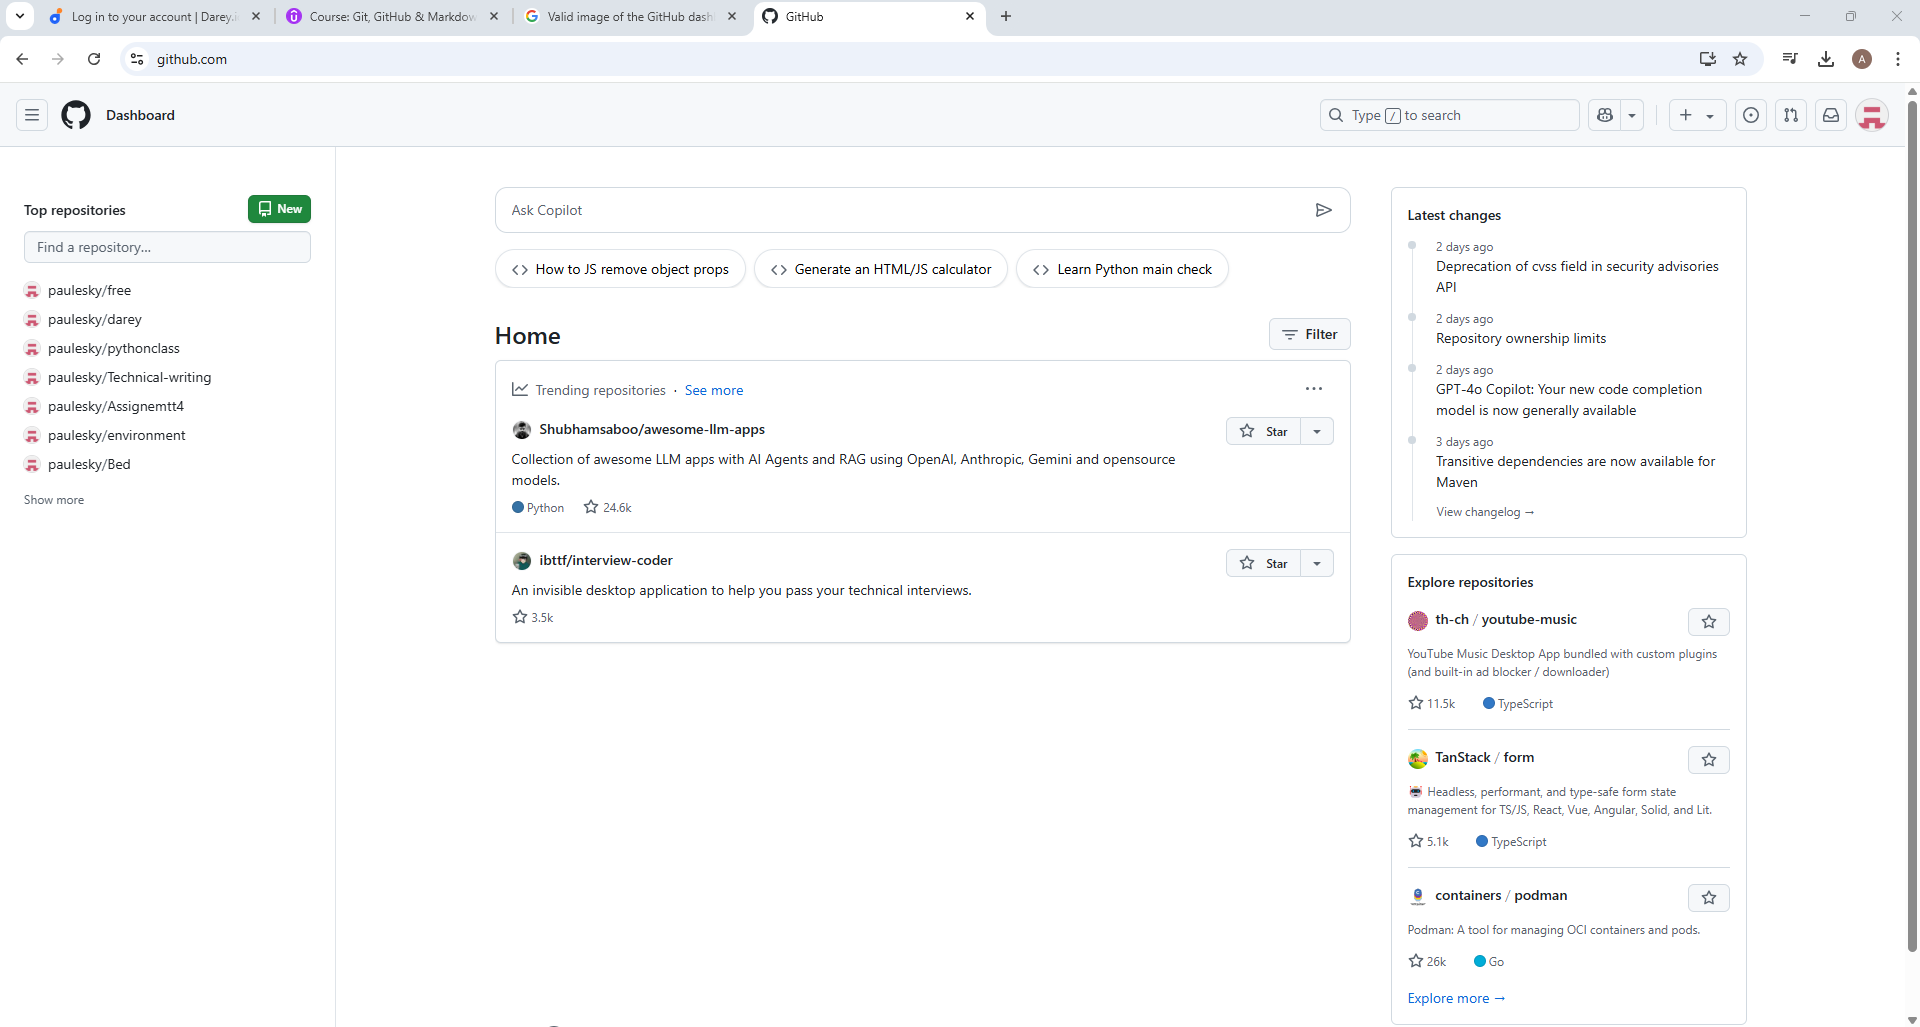 Log in to your account | Darey.i
Course: Git, GitHub & Markdow
Valid image of the GitHub dash
GitHub
github.com
A
Dashboard
Type / to search
Top repositories
New
Find a repository...
paulesky/free
paulesky/darey
paulesky/pythonclass
paulesky/Technical-writing
paulesky/Assignemtt4
paulesky/environment
paulesky/Bed
Show more
Ask Copilot
How to JS remove object props
Generate an HTML/JS calculator
Learn Python main check
Home
Filter
Trending repositories · See more
Shubhamsaboo/awesome-llm-apps
Star
Collection of awesome LLM apps with AI Agents and RAG using OpenAI, Anthropic, Gemini and opensource
models.
Python 24.6k
ibttf/interview-coder
Star
An invisible desktop application to help you pass your technical interviews.
3.5k
Latest changes
2 days ago
Deprecation of cvss field in security advisories
API
2 days ago
Repository ownership limits
2 days ago
GPT-4o Copilot: Your new code completion
model is now generally available
3 days ago
Transitive dependencies are now available for
Maven
View changelog →
Explore repositories
th-ch / youtube-music
YouTube Music Desktop App bundled with custom plugins
(and built-in ad blocker / downloader)
11.5k TypeScript
TanStack / form
Headless, performant, and type-safe form state
management for TS/JS, React, Vue, Angular, Solid, and Lit.
5.1k TypeScript
containers / podman
Podman: A tool for managing OCI containers and pods.
26k Go
Explore more →